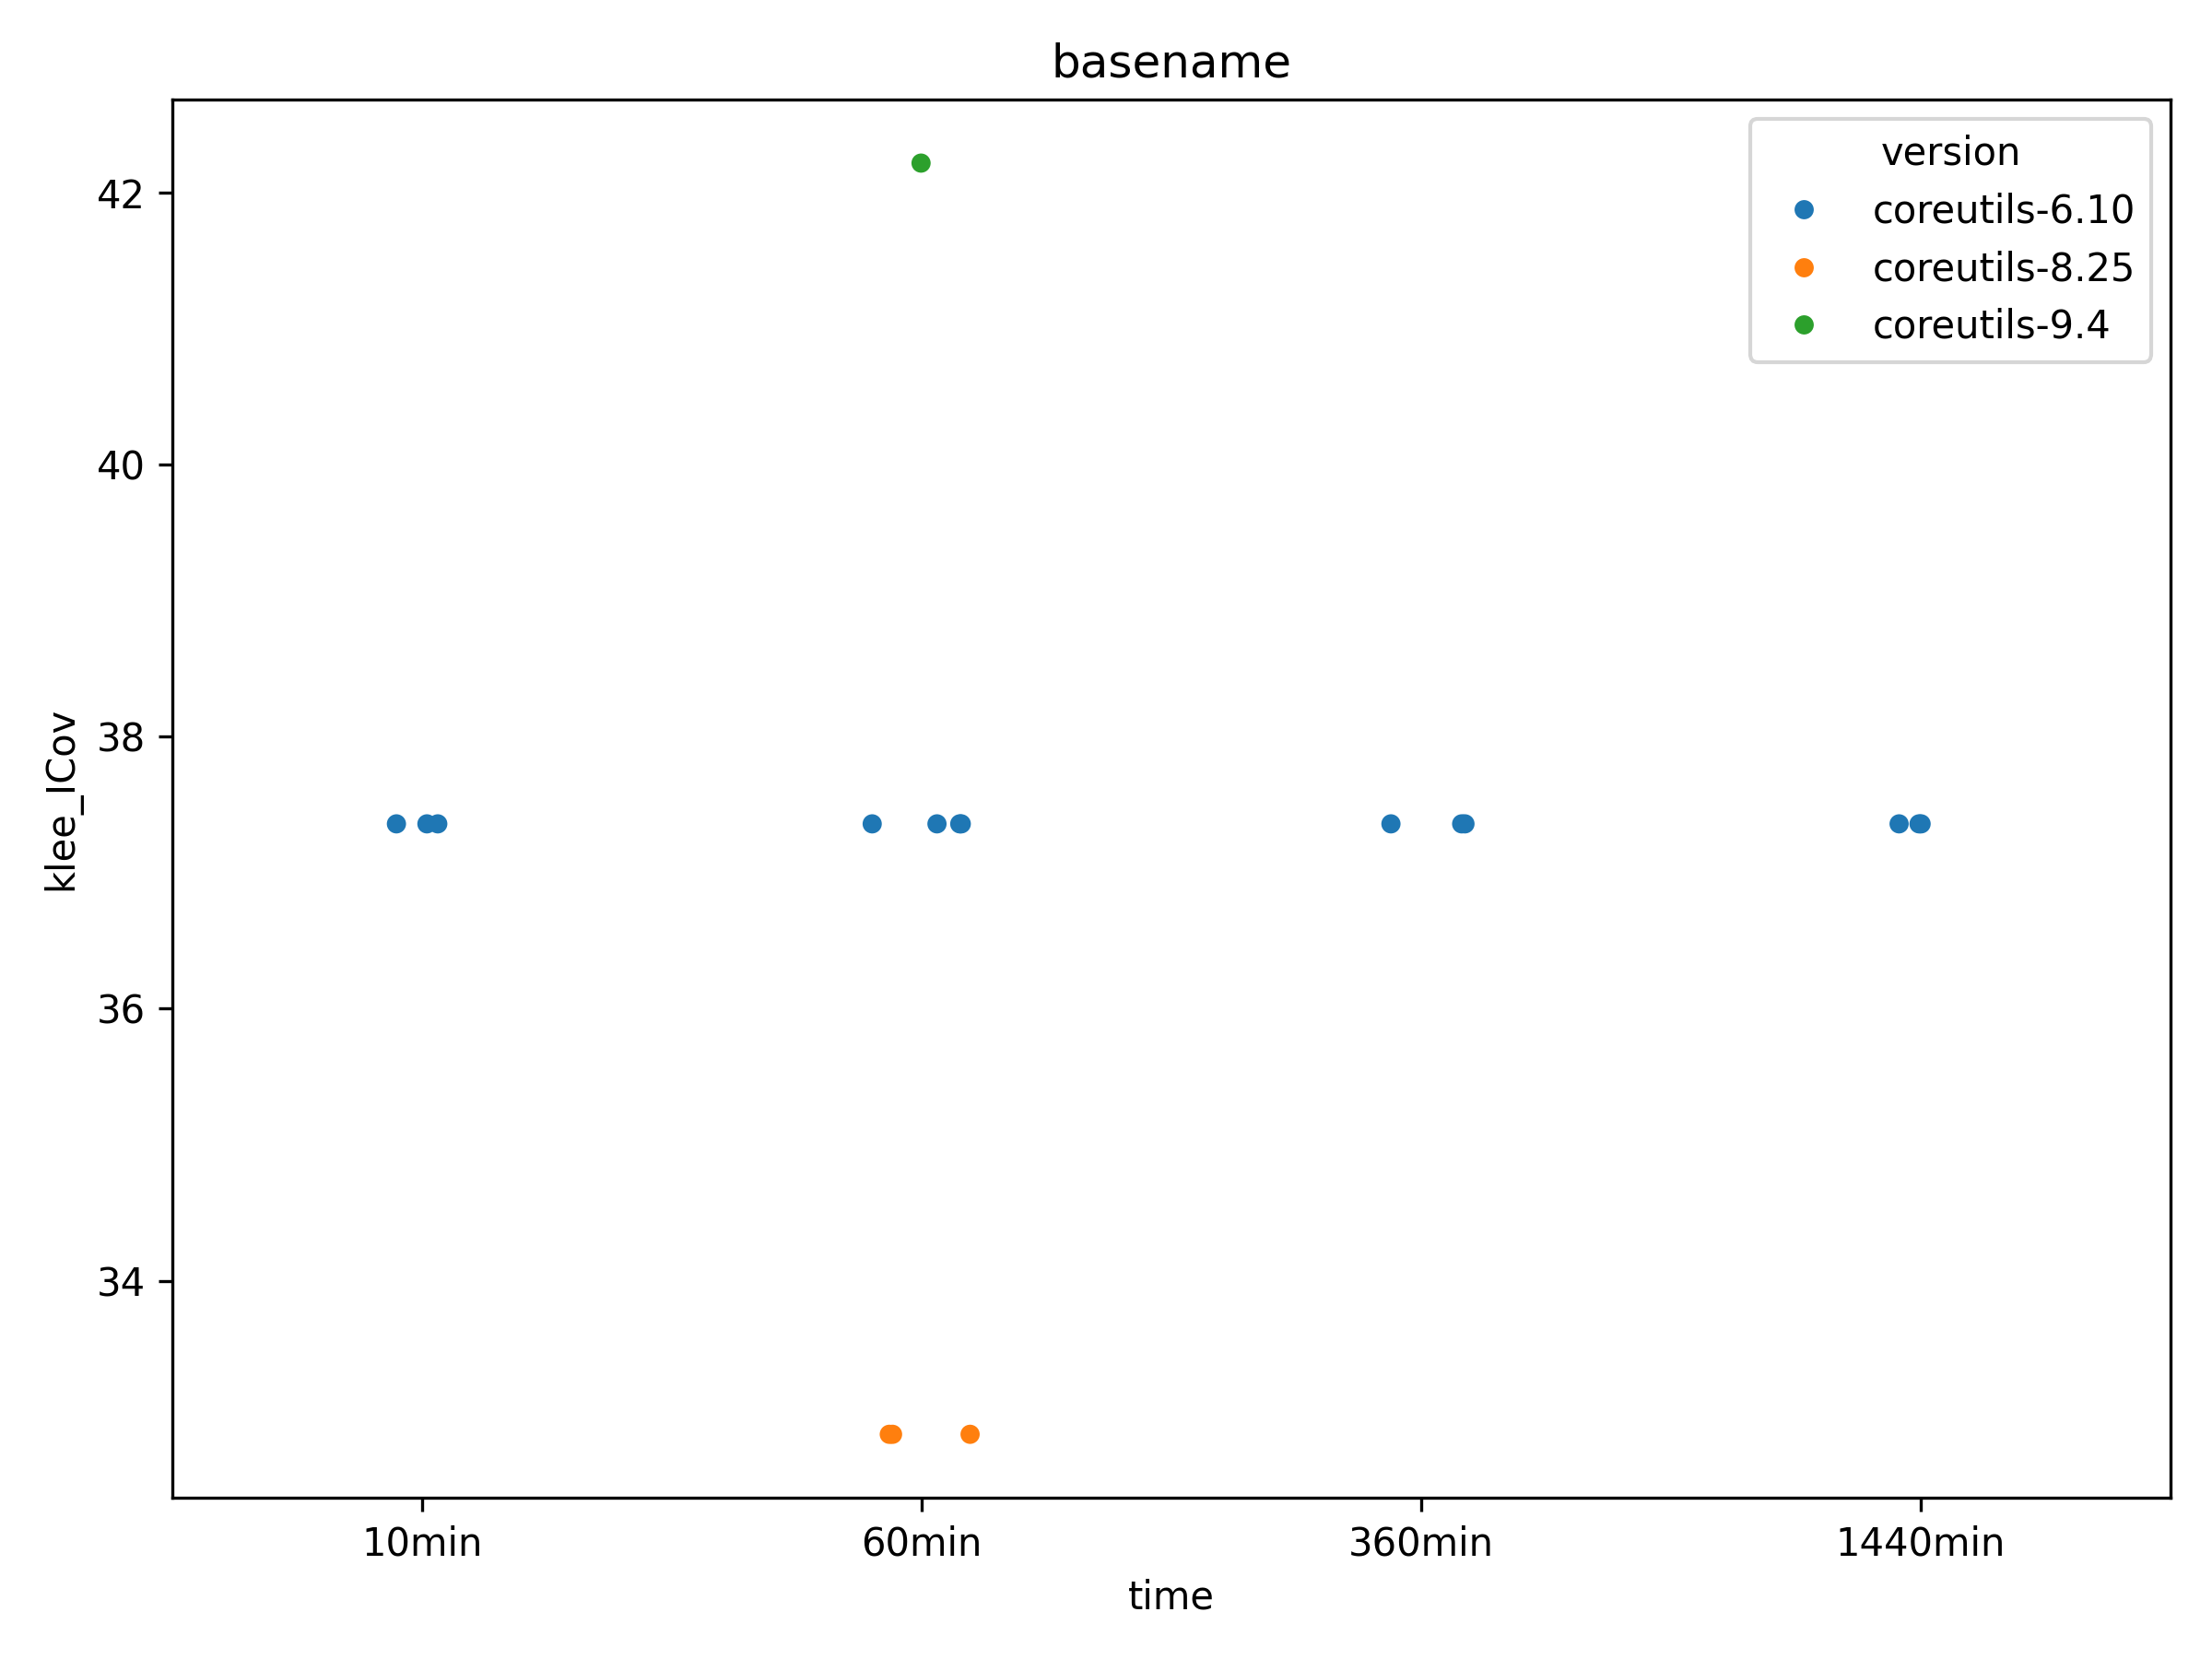 basename
version
coreutils-6.10
coreutils-8.25
coreutils-9.4
42
40
38
36
34
klee_ICov
10min
60min
360min
1440min
time